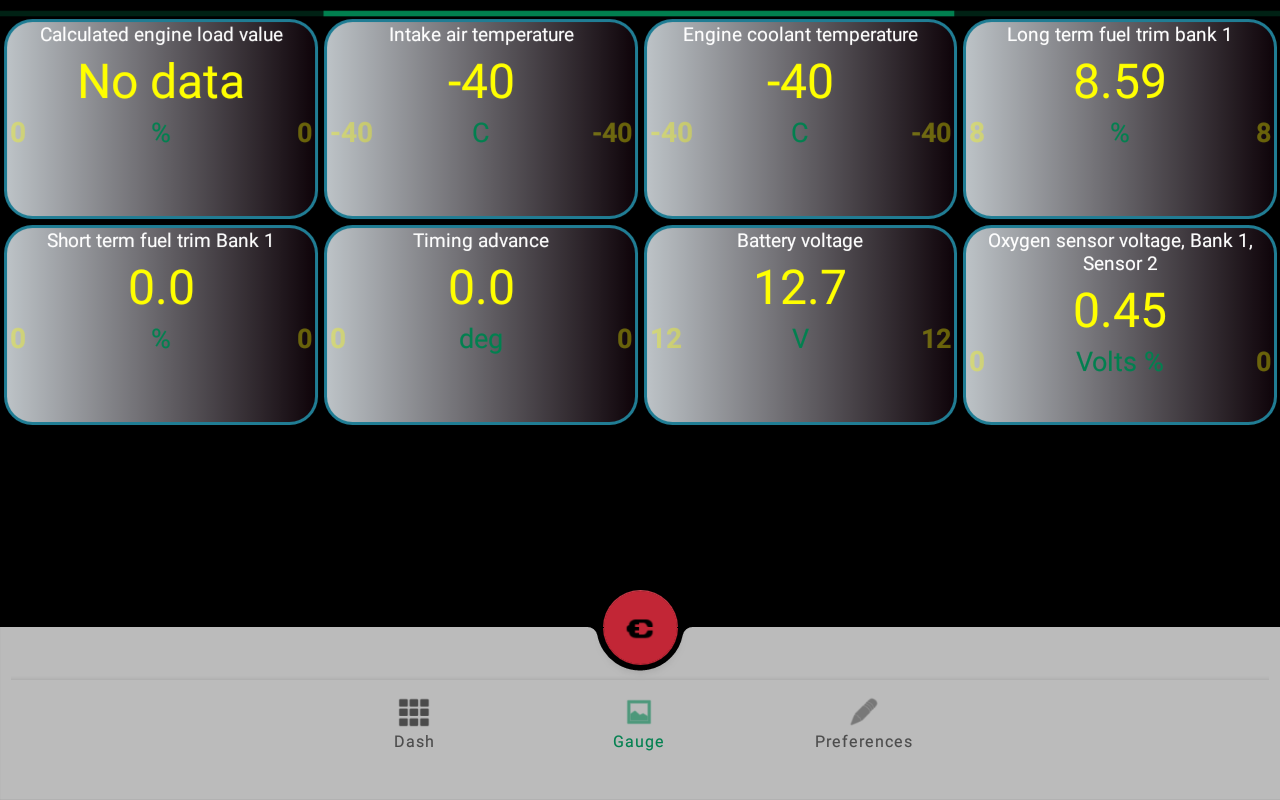 Calculated engine load value
No data
0 % 0
Intake air temperature
-40
-40 C -40
Engine coolant temperature
-40
-40 C -40
Long term fuel trim bank 1
8.59
8 % 8
Short term fuel trim Bank 1
0.0
0 % 0
Timing advance
0.0
0 deg 0
Battery voltage
12.7
12 V 12
Oxygen sensor voltage, Bank 1,
Sensor 2
0.45
0 Volts % 0
Dash
Gauge
Preferences